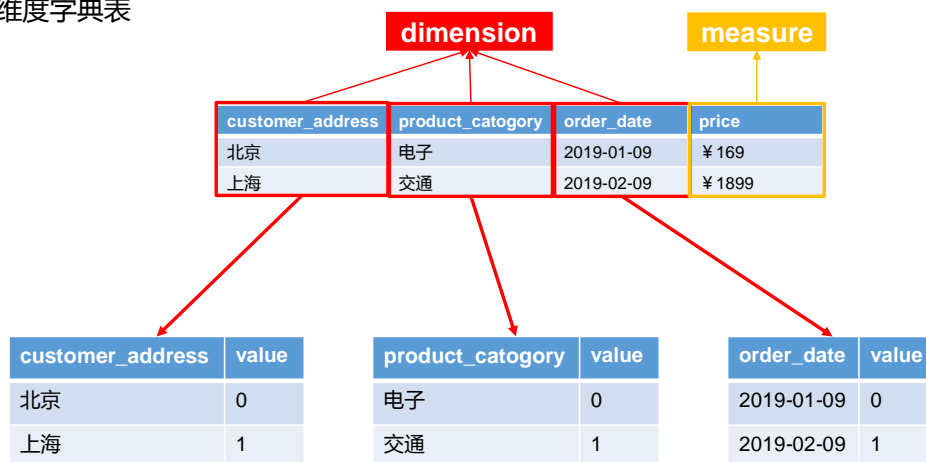 维度字典表
dimension measure
customer_address product_catogory order_date price
北京 电子 2019-01-09 ¥169
上海 交通 2019-02-09 ¥1899
customer_address value product_catogory value order_date value
北京 0 电子 0 2019-01-09 0
上海 1 交通 1 2019-02-09 1